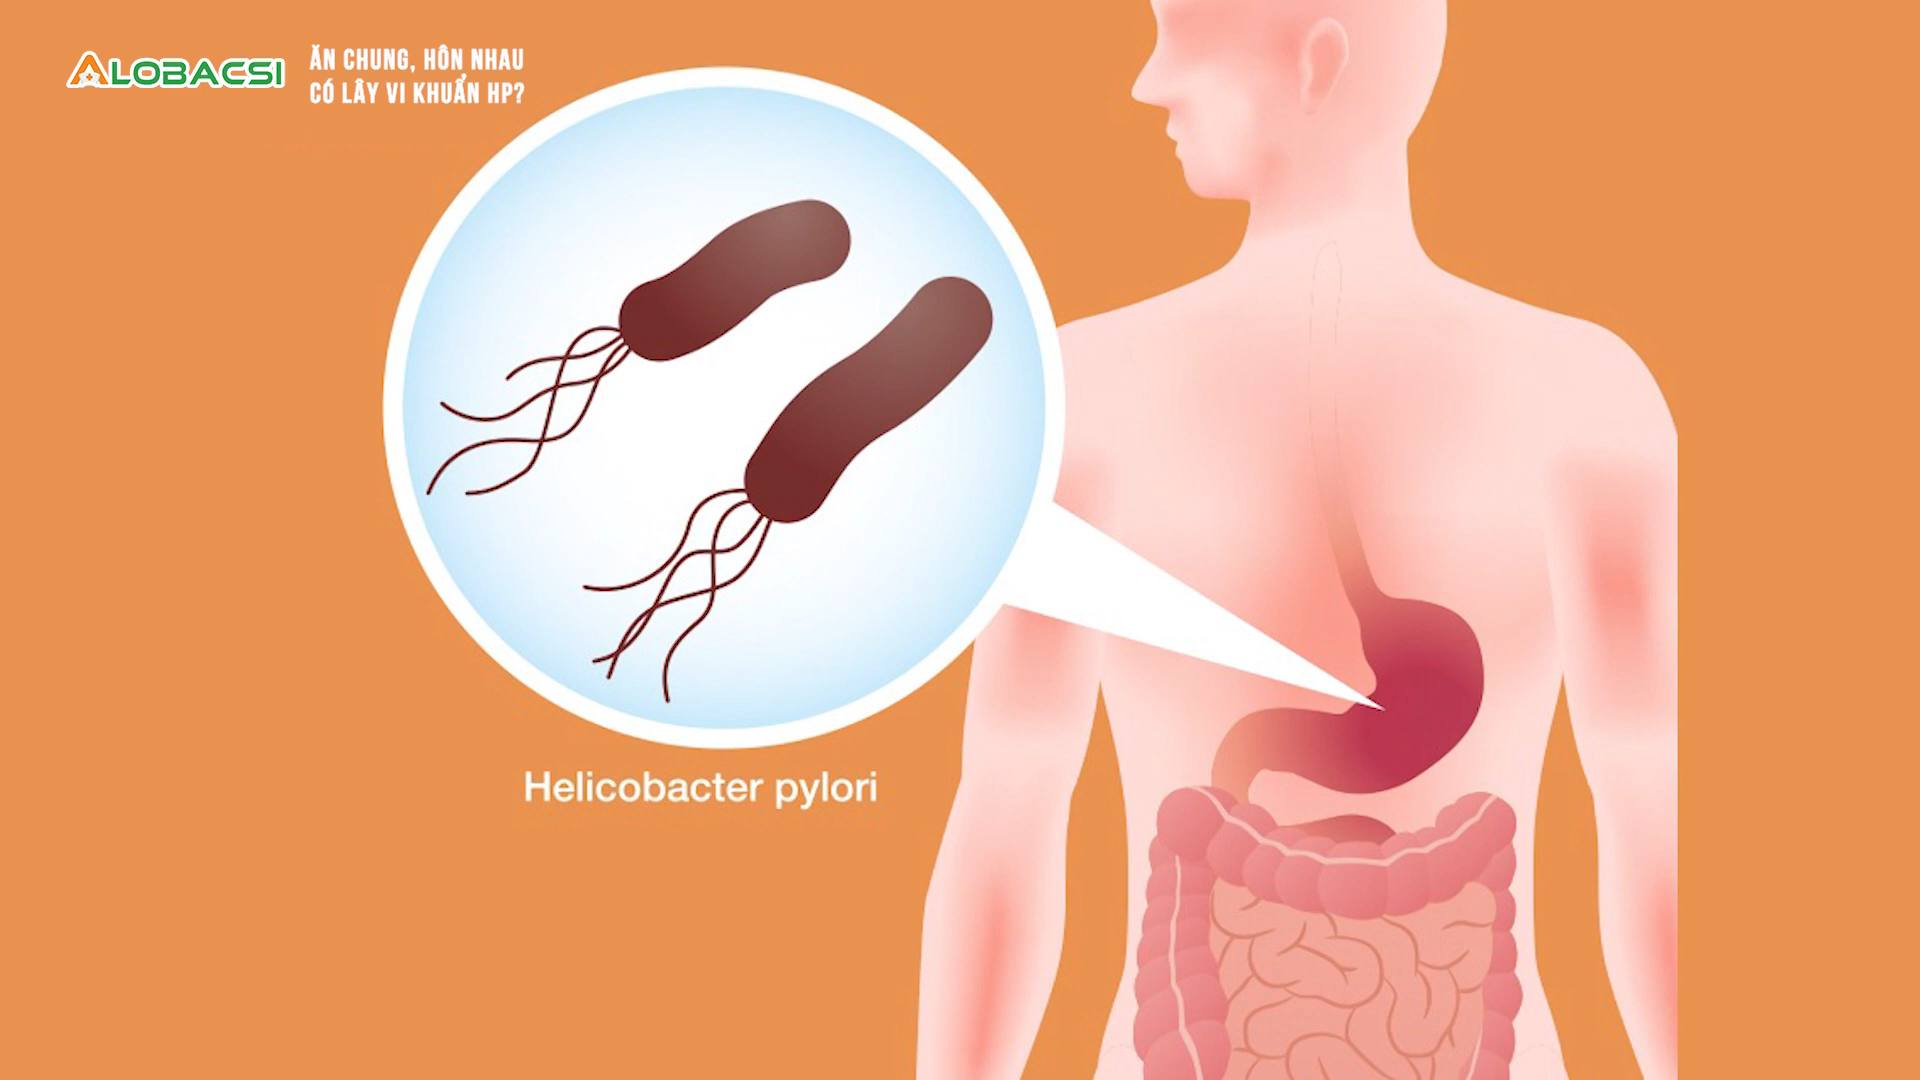 ALOBACSI
ĂN CHUNG, HÔN NHAU
CÓ LÂY VI KHUẨN HP?
Helicobacter pylori